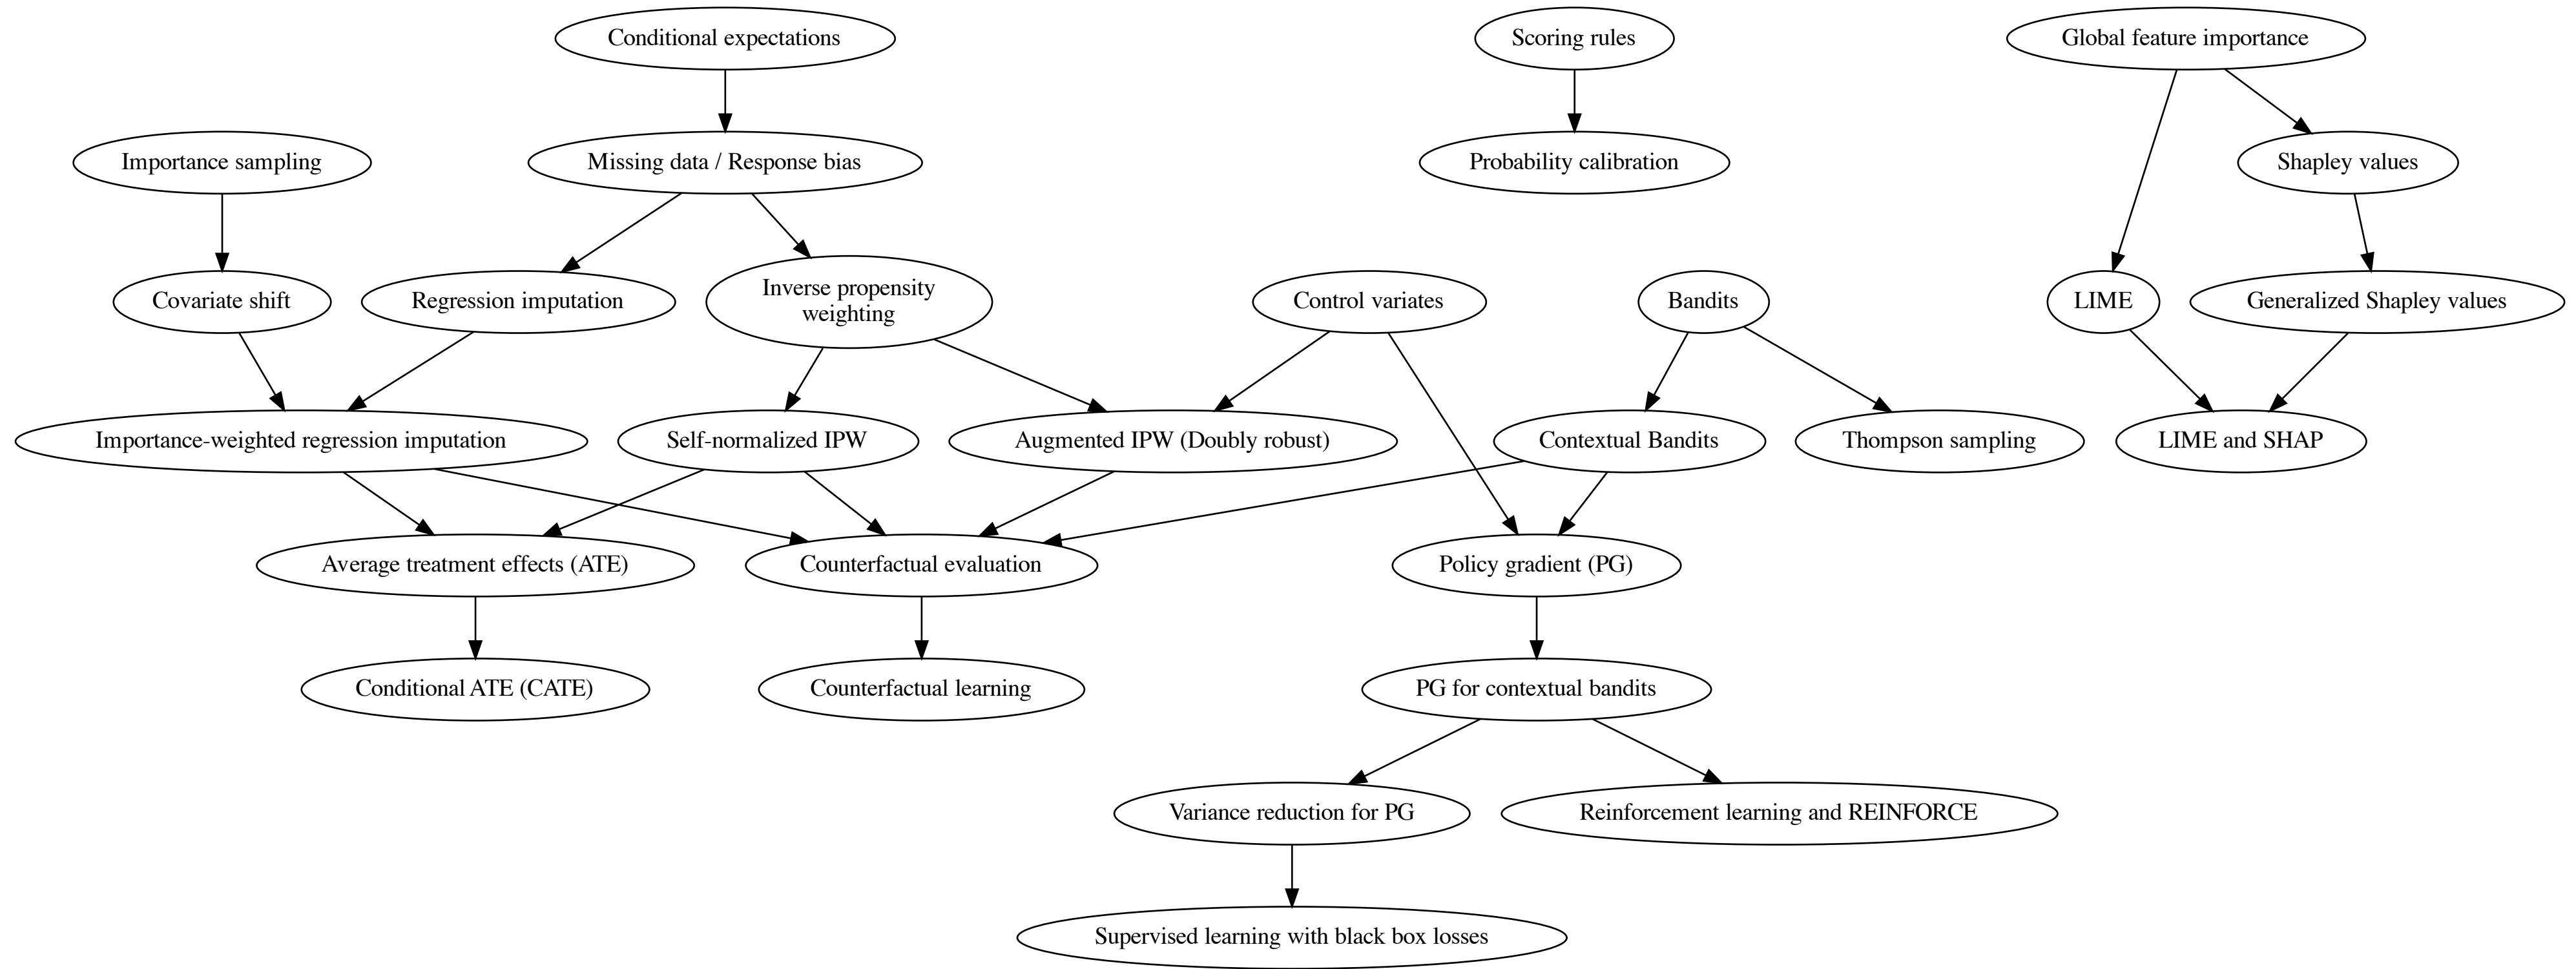 Conditional expectations
Scoring rules
Global feature importance
Importance sampling
Missing data / Response bias
Probability calibration
Shapley values
Covariate shift
Regression imputation
Inverse propensity
weighting
Control variates
Bandits
LIME
Generalized Shapley values
Importance-weighted regression imputation
Self-normalized IPW
Augmented IPW (Doubly robust)
Contextual Bandits
Thompson sampling
LIME and SHAP
Average treatment effects (ATE)
Counterfactual evaluation
Policy gradient (PG)
Conditional ATE (CATE)
Counterfactual learning
PG for contextual bandits
Variance reduction for PG
Reinforcement learning and REINFORCE
Supervised learning with black box losses